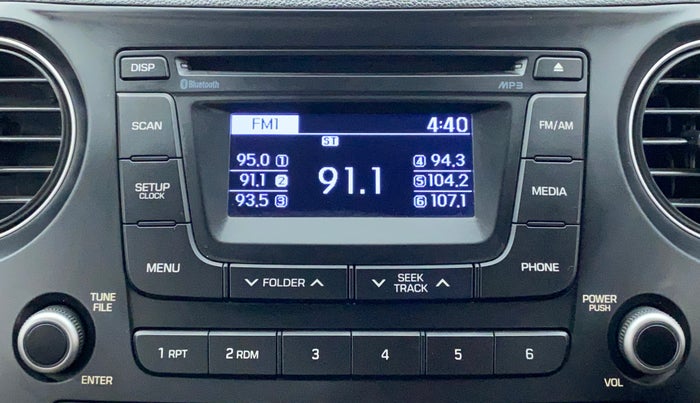 DISP
Bluetooth
MP3
SCAN
FM1
4:40
FM/AM
ST
95.0 1
91.1 2
93.5 3
91.1
4 94.3
5 104.2
6 107.1
SETUP
CLOCK
MEDIA
MENU
FOLDER
SEEK
TRACK
PHONE
TUNE
FILE
POWER
PUSH
1 RPT
2 RDM
3
4
5
6
ENTER
VOL